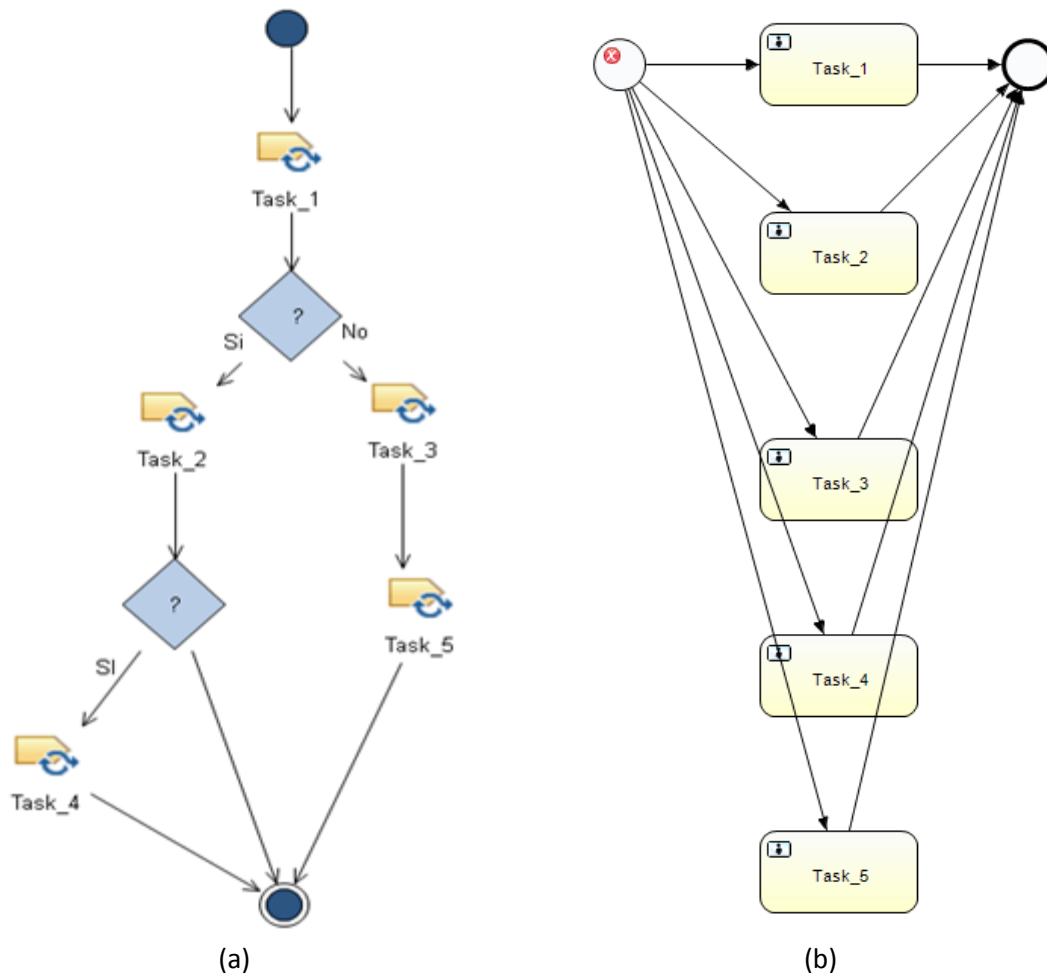 Task_1
?
Si
No
Task_2
Task_3
?
SI
Task_5
Task_4
(a)
Task_1
Task_2
Task_3
Task_4
Task_5
(b)